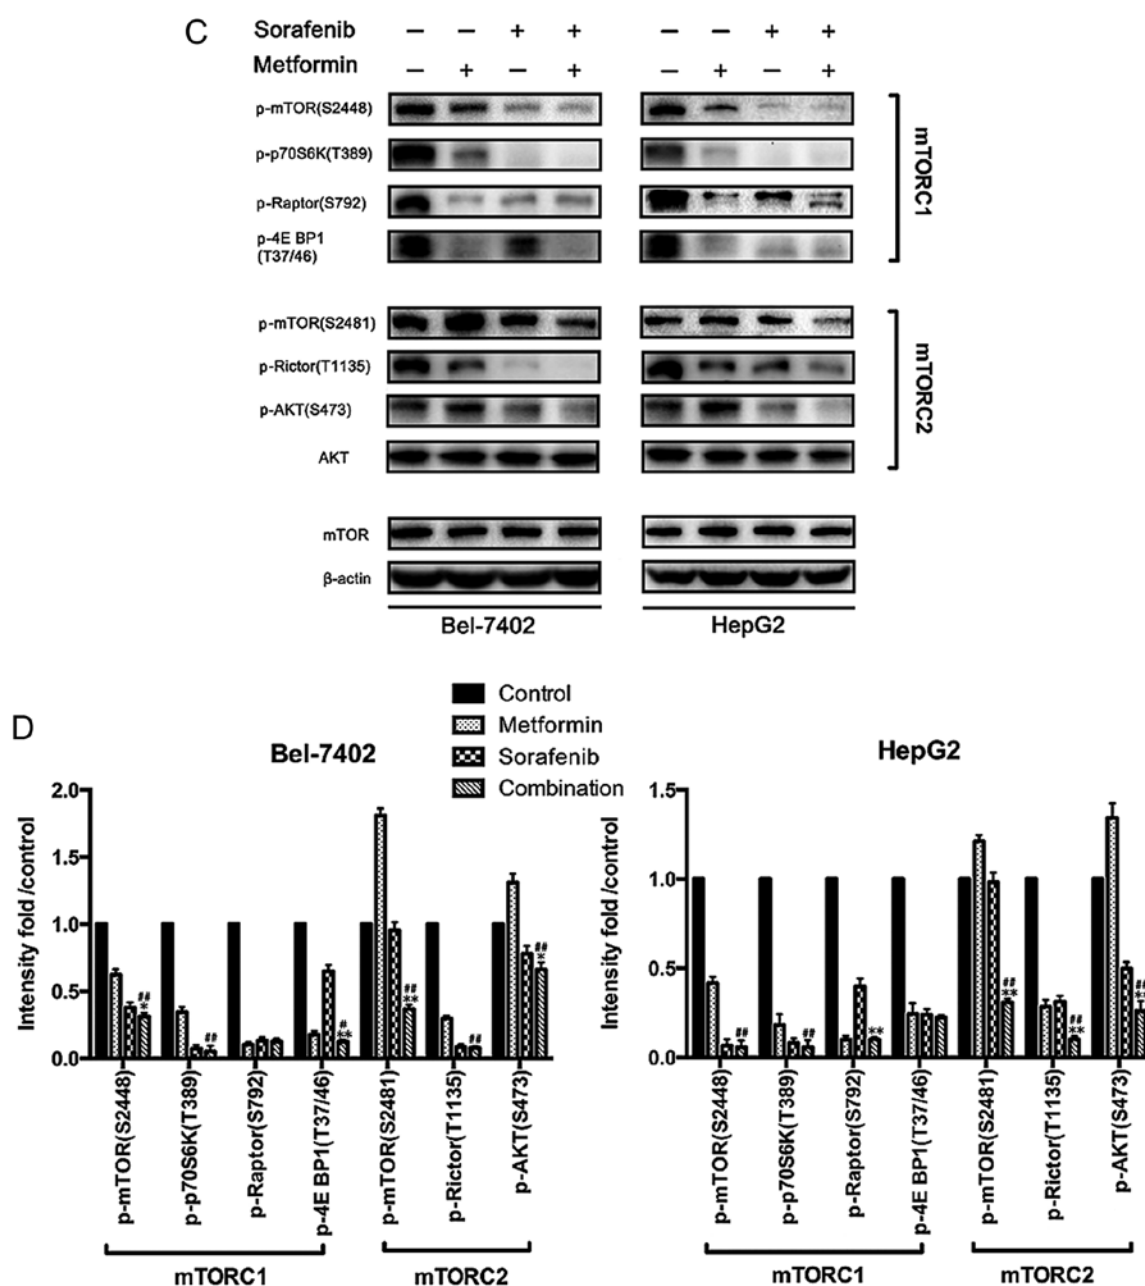 C
Sorafenib − − + + − − + +
Metformin − + − + − + − +
p-mTOR(S2448)
p-p70S6K(T389)
p-Raptor(S792)
p-4E BP1
(T37/46)
mTORC1
p-mTOR(S2481)
p-Rictor(T1135)
p-AKT(S473)
AKT
mTORC2
mTOR
β-actin
Bel-7402 HepG2
D
Control
Metformin
Sorafenib
Combination
Bel-7402
Intensity fold /control
2.0
1.5
1.0
0.5
0.0
##
*
##
#
**
##
**
##
##
*
p-mTOR(S2448)
p-p70S6K(T389)
p-Raptor(S792)
p-4E BP1(T37/46)
p-mTOR(S2481)
p-Rictor(T1135)
p-AKT(S473)
mTORC1 mTORC2
HepG2
Intensity fold /control
1.5
1.0
0.5
0.0
##
##
**
##
**
##
**
##
**
p-mTOR(S2448)
p-p70S6K(T389)
p-Raptor(S792)
p-4E BP1(T37/46)
p-mTOR(S2481)
p-Rictor(T1135)
p-AKT(S473)
mTORC1 mTORC2